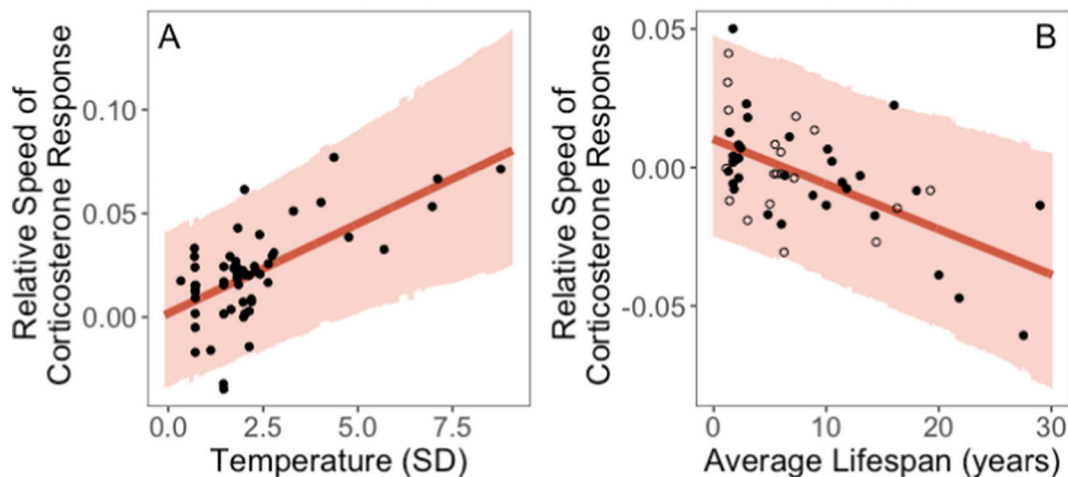 A
Relative Speed of
Corticosterone Response
0.10
0.05
0.00
0.0 2.5 5.0 7.5
Temperature (SD)
B
Relative Speed of
Corticosterone Response
0.05
0.00
-0.05
0 10 20 30
Average Lifespan (years)